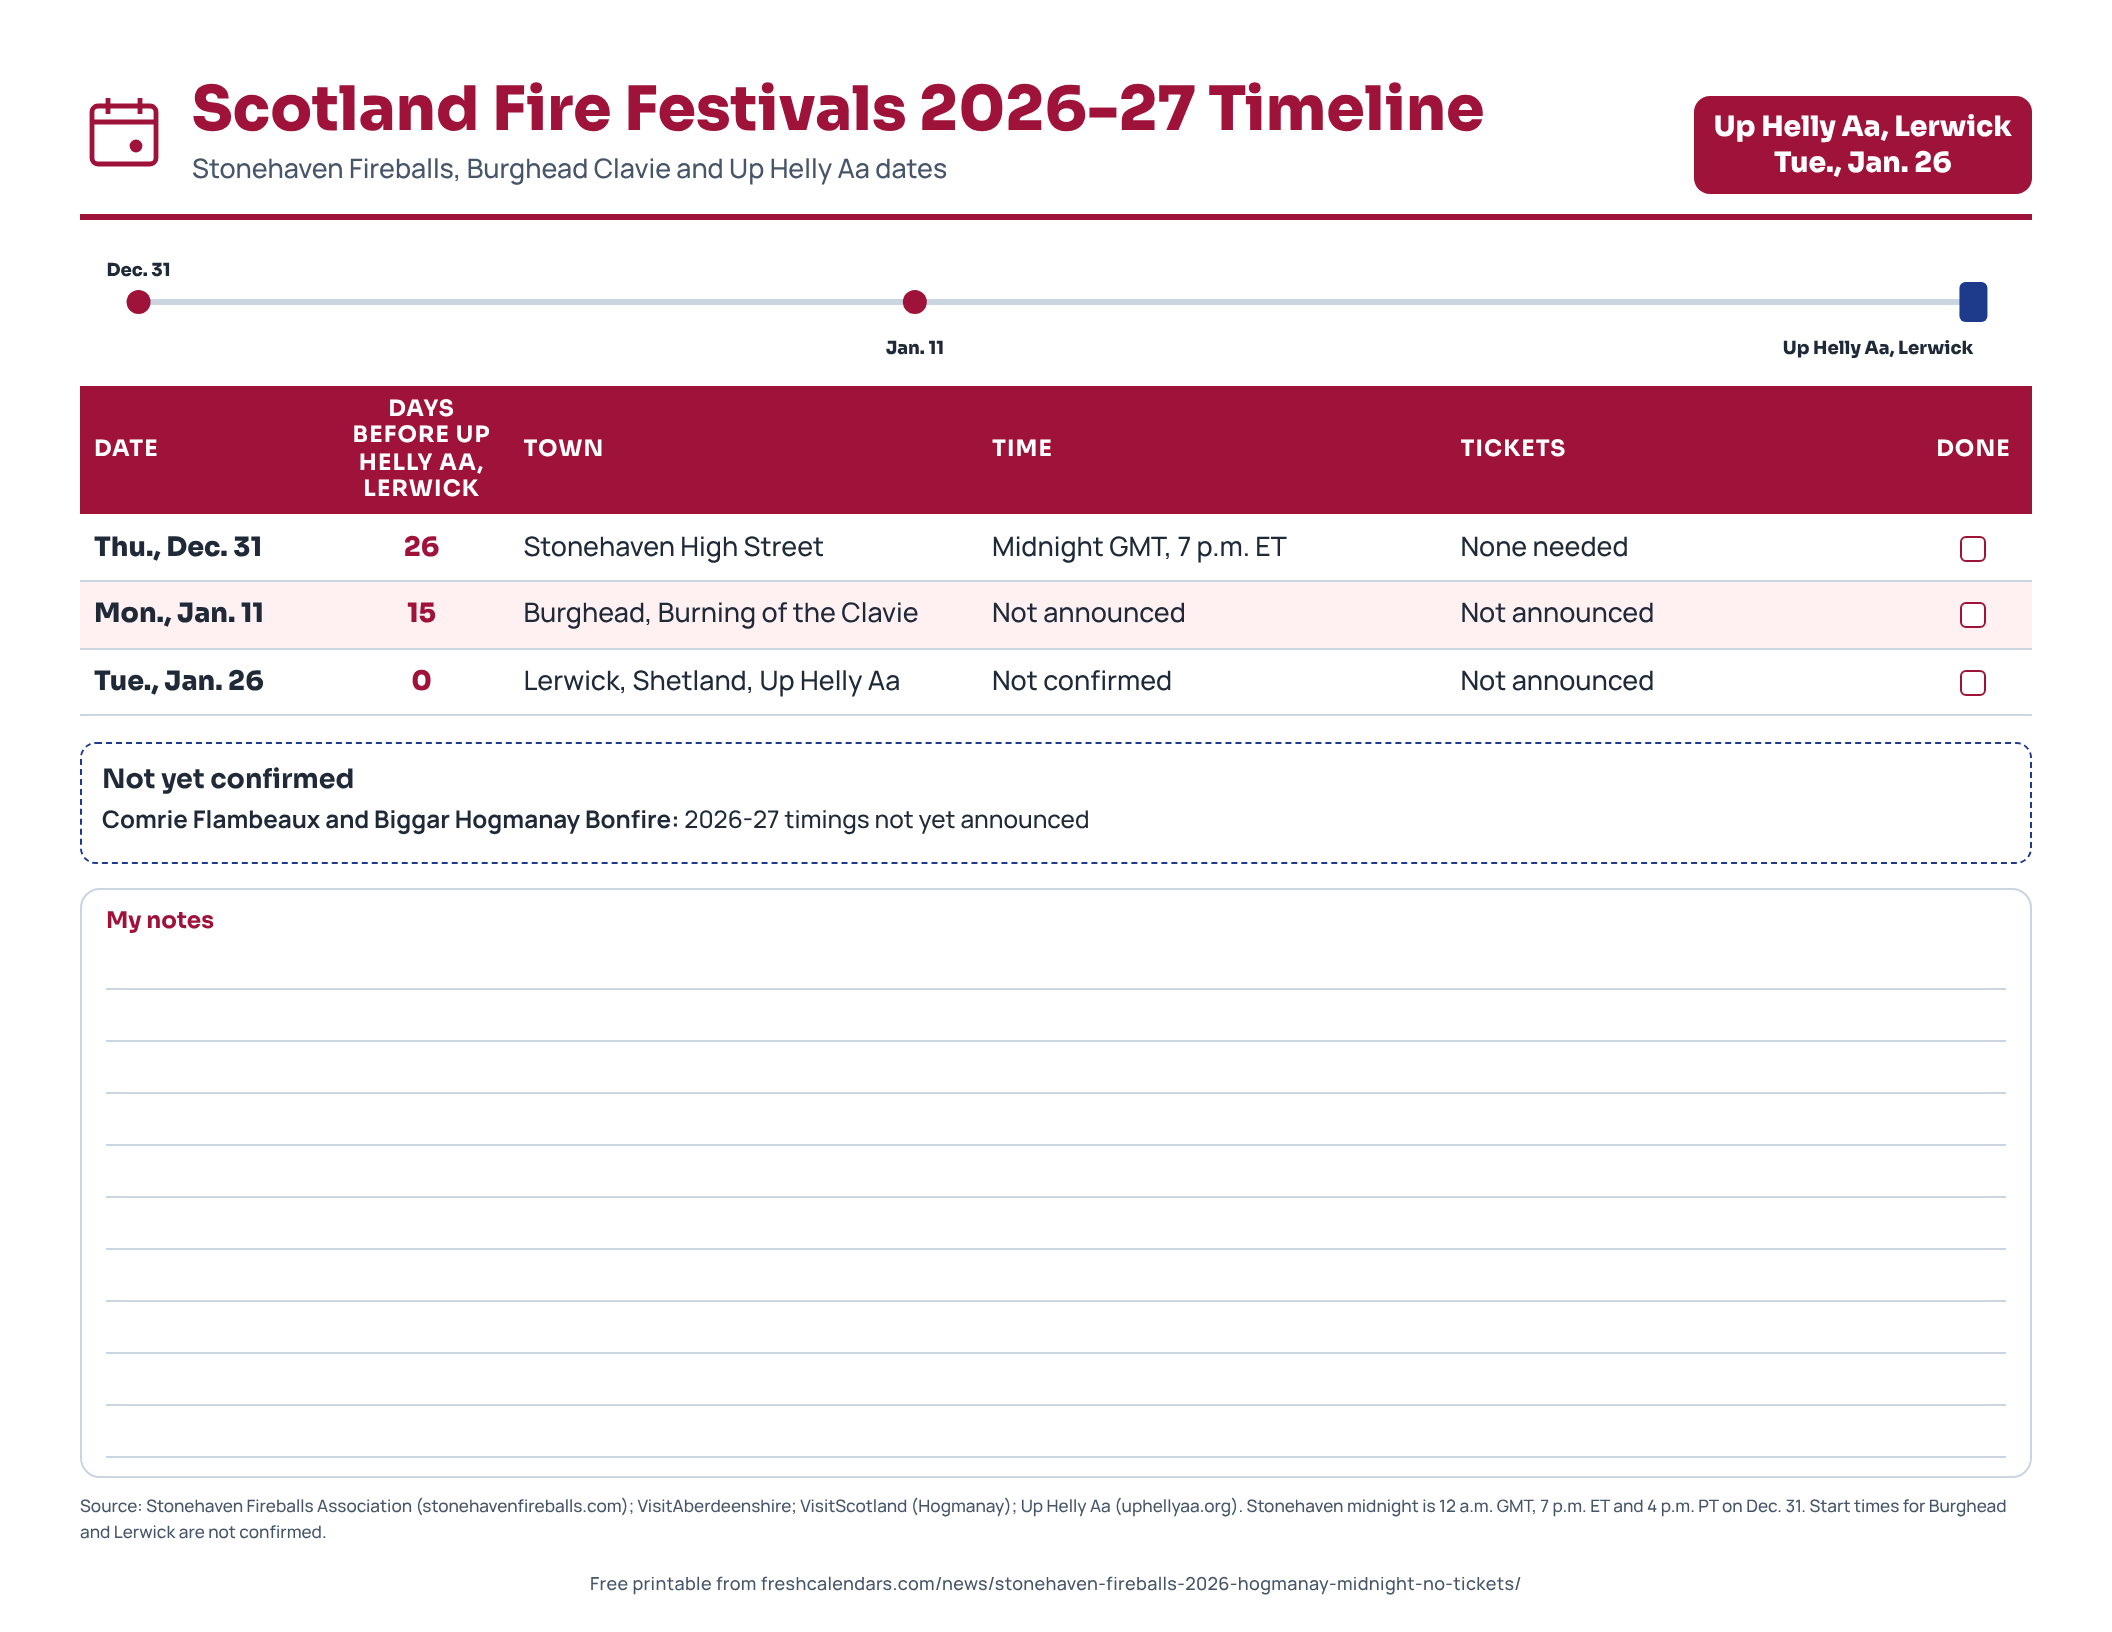 Scotland Fire Festivals 2026-27 Timeline
Stonehaven Fireballs, Burghead Clavie and Up Helly Aa dates
Up Helly Aa, Lerwick
Tue., Jan. 26
Dec. 31
Jan. 11
Up Helly Aa, Lerwick
DATE
DAYS
BEFORE UP
HELLY AA,
LERWICK
TOWN
TIME
TICKETS
DONE
Thu., Dec. 31 26 Stonehaven High Street Midnight GMT, 7 p.m. ET None needed
Mon., Jan. 11 15 Burghead, Burning of the Clavie Not announced Not announced
Tue., Jan. 26 0 Lerwick, Shetland, Up Helly Aa Not confirmed Not announced
Not yet confirmed
Comrie Flambeaux and Biggar Hogmanay Bonfire: 2026-27 timings not yet announced
My notes
Source: Stonehaven Fireballs Association (stonehavenfireballs.com); VisitAberdeenshire; VisitScotland (Hogmanay); Up Helly Aa (uphellyaa.org). Stonehaven midnight is 12 a.m. GMT, 7 p.m. ET and 4 p.m. PT on Dec. 31. Start times for Burghead
and Lerwick are not confirmed.
Free printable from freshcalendars.com/news/stonehaven-fireballs-2026-hogmanay-midnight-no-tickets/